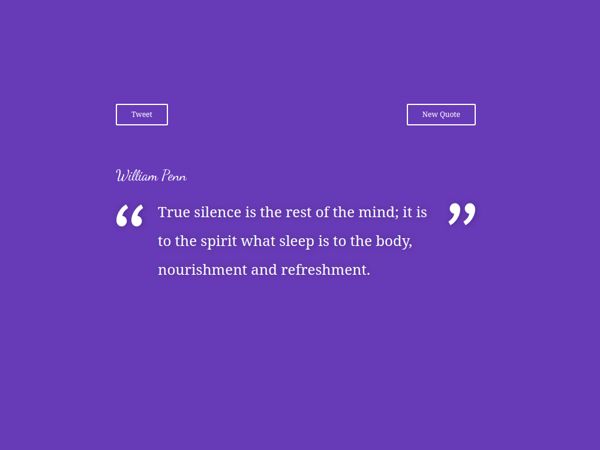 Tweet
New Quote
William Penn
“ True silence is the rest of the mind; it is ”
to the spirit what sleep is to the body,
nourishment and refreshment.